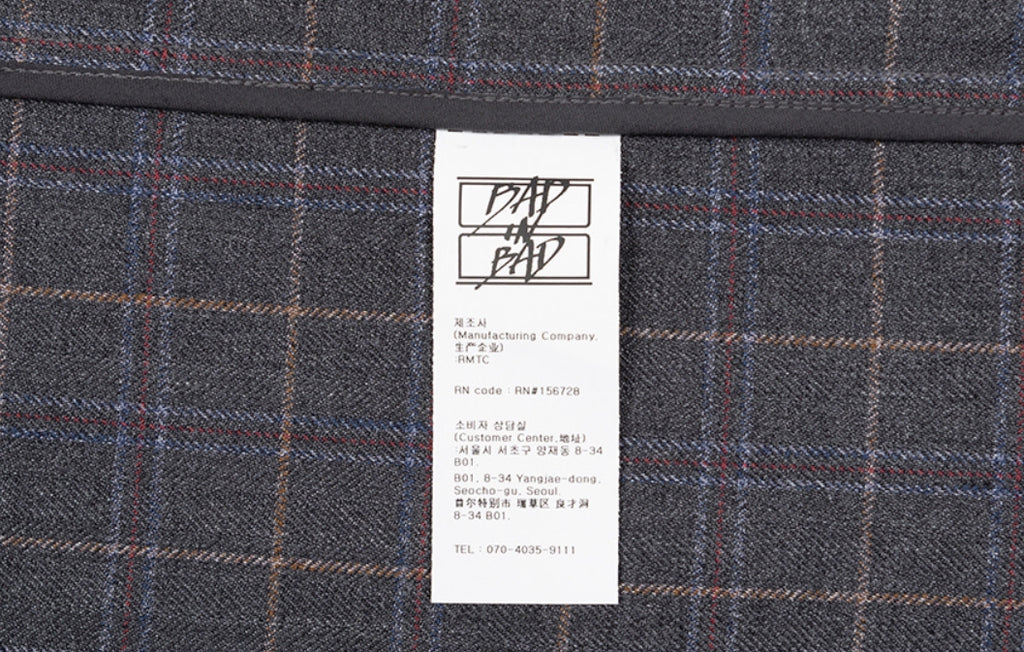 BAD
IN
BAD
제조사
(Manufacturing Company,
生产企业)
:RMTC
RN code : RN#156728
소비자 상담실
(Customer Center,地址)
:서울시 서초구 양재동 8-34
B01.
B01, 8-34 Yangjae-dong,
Seocho-gu, Seoul.
首尔特别市 瑞草区 良才洞
8-34 B01.
TEL : 070-4035-9111